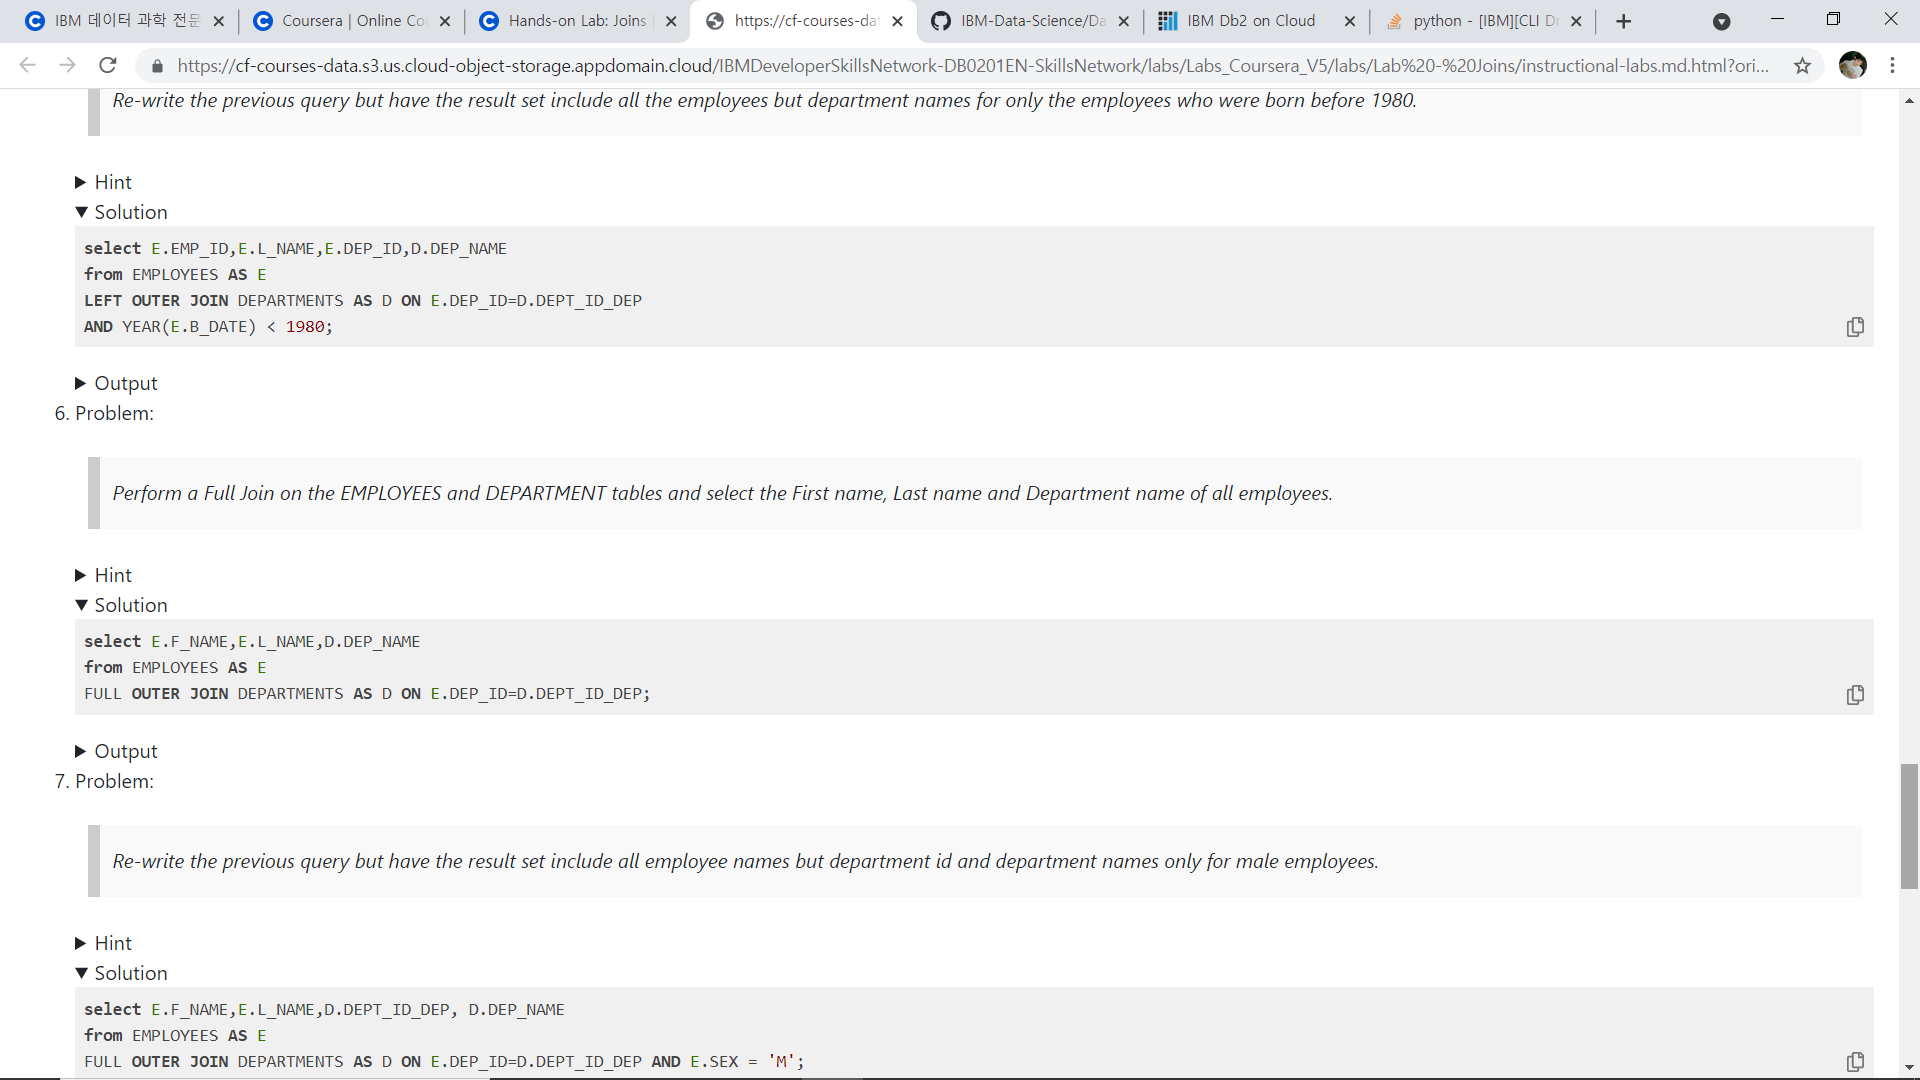 IBM 데이터 과학 전문
Coursera | Online Co
Hands-on Lab: Joins |
https://cf-courses-da
IBM-Data-Science/Da
IBM Db2 on Cloud
python - [IBM][CLI Dr
https://cf-courses-data.s3.us.cloud-object-storage.appdomain.cloud/IBMDeveloperSkillsNetwork-DB0201EN-SkillsNetwork/labs/Labs_Coursera_V5/labs/Lab%20-%20Joins/instructional-labs.md.html?ori...
Re-write the previous query but have the result set include all the employees but department names for only the employees who were born before 1980.
▶ Hint
▼ Solution
select E.EMP_ID,E.L_NAME,E.DEP_ID,D.DEP_NAME
from EMPLOYEES AS E
LEFT OUTER JOIN DEPARTMENTS AS D ON E.DEP_ID=D.DEPT_ID_DEP
AND YEAR(E.B_DATE) < 1980;
▶ Output
6. Problem:
Perform a Full Join on the EMPLOYEES and DEPARTMENT tables and select the First name, Last name and Department name of all employees.
▶ Hint
▼ Solution
select E.F_NAME,E.L_NAME,D.DEP_NAME
from EMPLOYEES AS E
FULL OUTER JOIN DEPARTMENTS AS D ON E.DEP_ID=D.DEPT_ID_DEP;
▶ Output
7. Problem:
Re-write the previous query but have the result set include all employee names but department id and department names only for male employees.
▶ Hint
▼ Solution
select E.F_NAME,E.L_NAME,D.DEPT_ID_DEP, D.DEP_NAME
from EMPLOYEES AS E
FULL OUTER JOIN DEPARTMENTS AS D ON E.DEP_ID=D.DEPT_ID_DEP AND E.SEX = 'M';